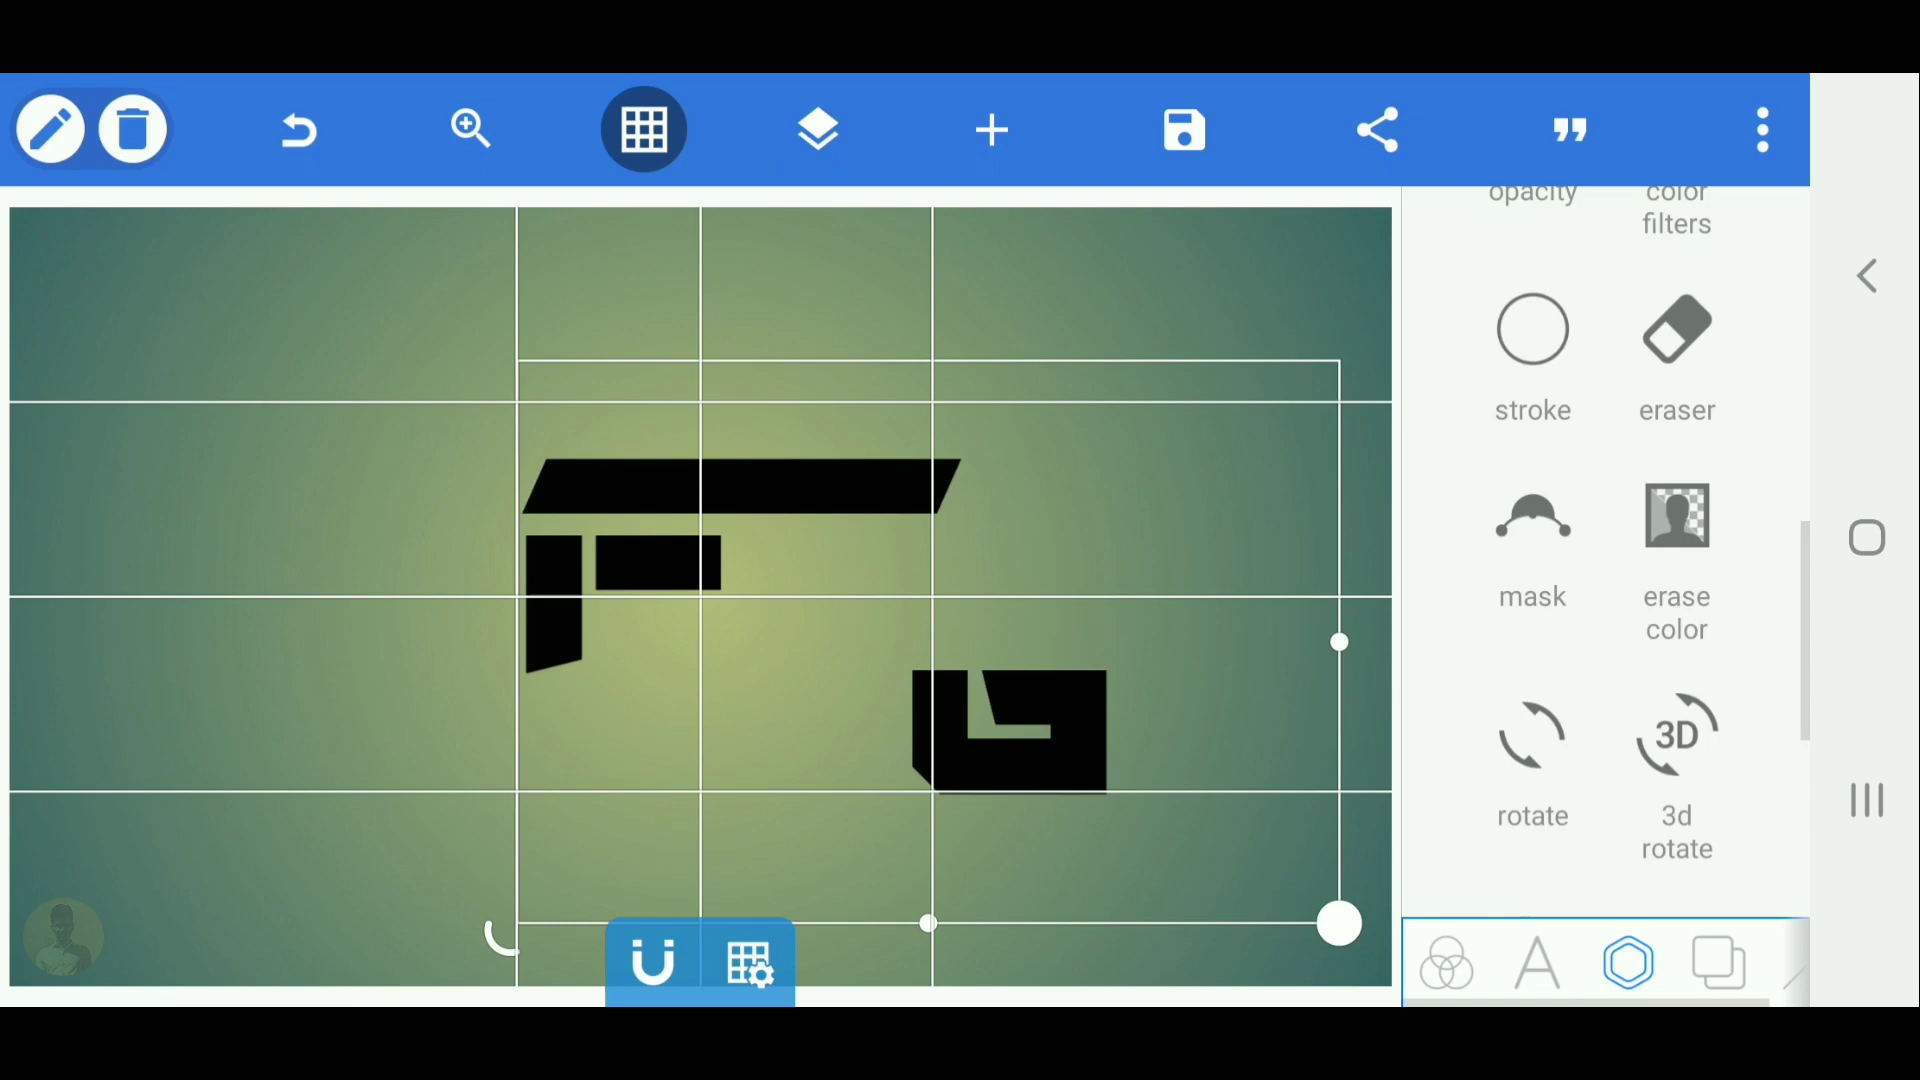 opacity
color
filters
stroke
eraser
mask
erase
color
rotate
3D
3d
rotate
A